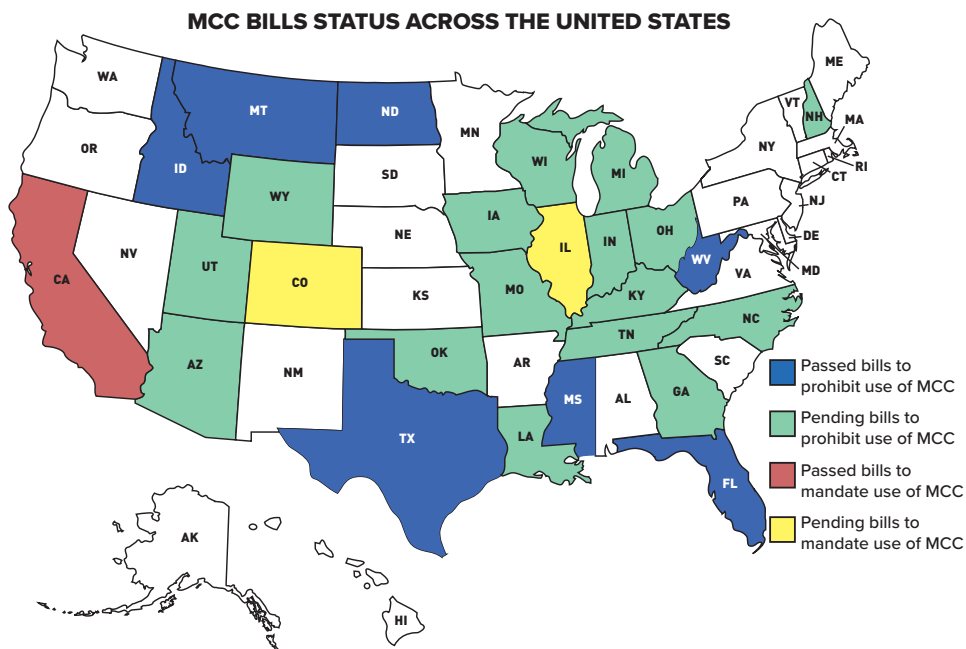 MCC BILLS STATUS ACROSS THE UNITED STATES
WA
MT
ND
MN
ME
VT
NH
MA
OR
ID
SD
WI
MI
NY
RI
CT
WY
IA
PA
NJ
NE
OH
DE
NV
UT
CO
IL
IN
WV
VA
MD
CA
KS
MO
KY
NC
AZ
NM
OK
AR
TN
SC
TX
LA
MS
AL
GA
FL
AK
HI
Passed bills to
prohibit use of MCC
Pending bills to
prohibit use of MCC
Passed bills to
mandate use of MCC
Pending bills to
mandate use of MCC